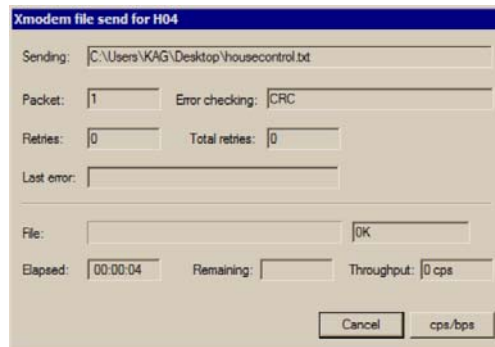 Xmodem file send for H04
Sending: C:\Users\KAG\Desktop\housecontrol.txt
Packet: 1 Error checking: CRC
Retries: 0 Total retries: 0
Last error:
File: 0K
Elapsed: 00:00:04 Remaining: Throughput: 0 cps
Cancel cps/bps